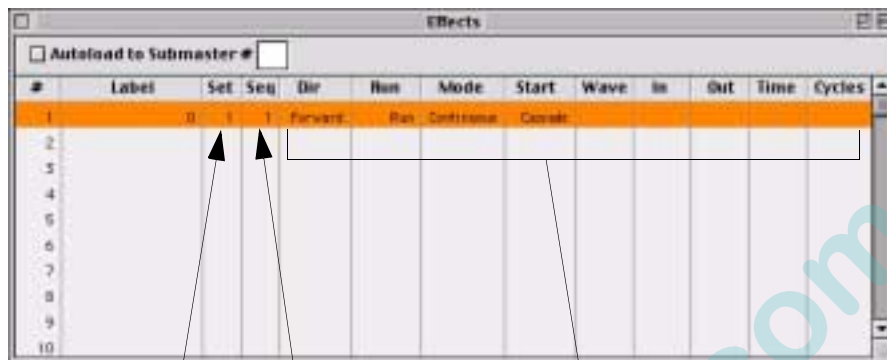 Effects
Autoload to Submaster #
# Label Set Seq Dir Run Mode Start Wave In Out Time Cycles
1 0 1 1 Forward Run Continuous Cascade
2
3
4
5
6
7
8
9
10
om